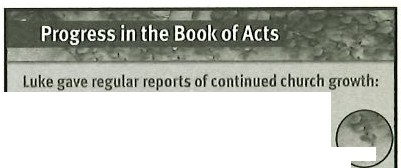 Progress in the Book of Acts
Luke gave regular reports of continued church growth: